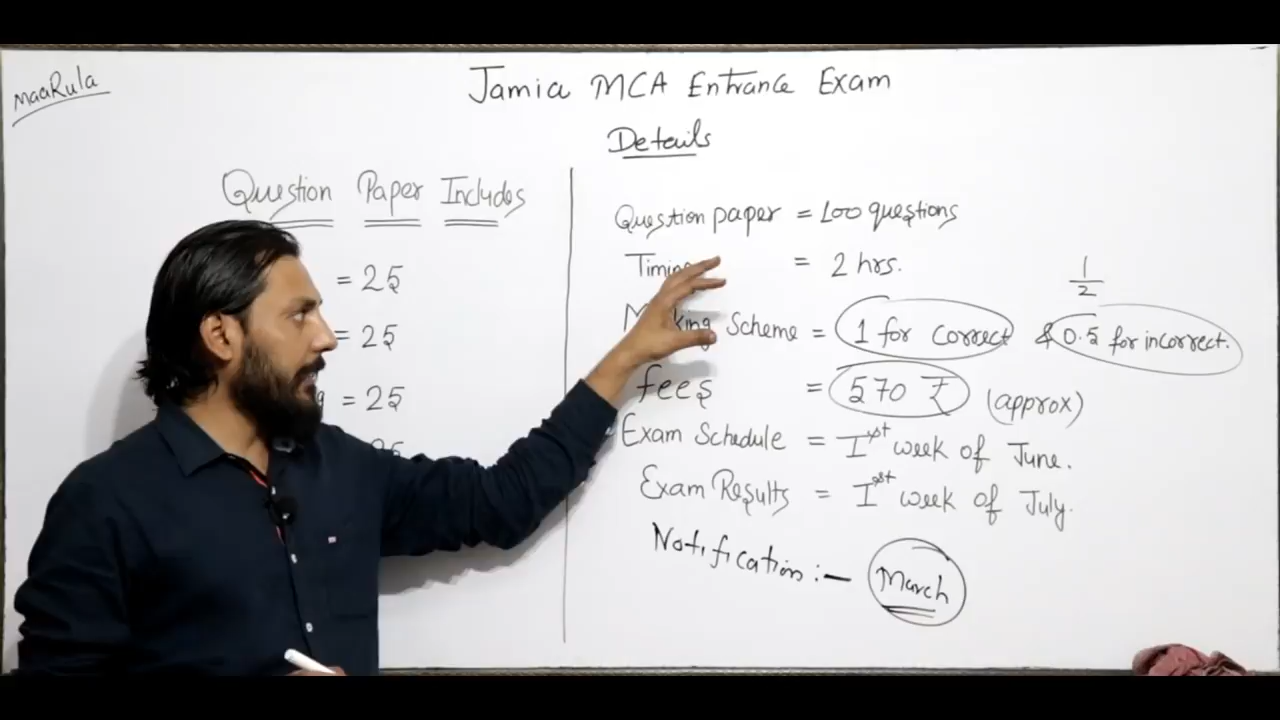 maaRula
Jamia MCA Entrance Exam
Details
Question Paper Includes
= 25
= 25
= 25
Question paper = 100 questions
= 2 hrs.
1/2
Scheme = 1 for correct & 0.5 for incorrect.
fees = 570 ₹ (approx)
Exam Schedule = Ist week of June.
Exam Results = Ist week of July.
Notification :- March